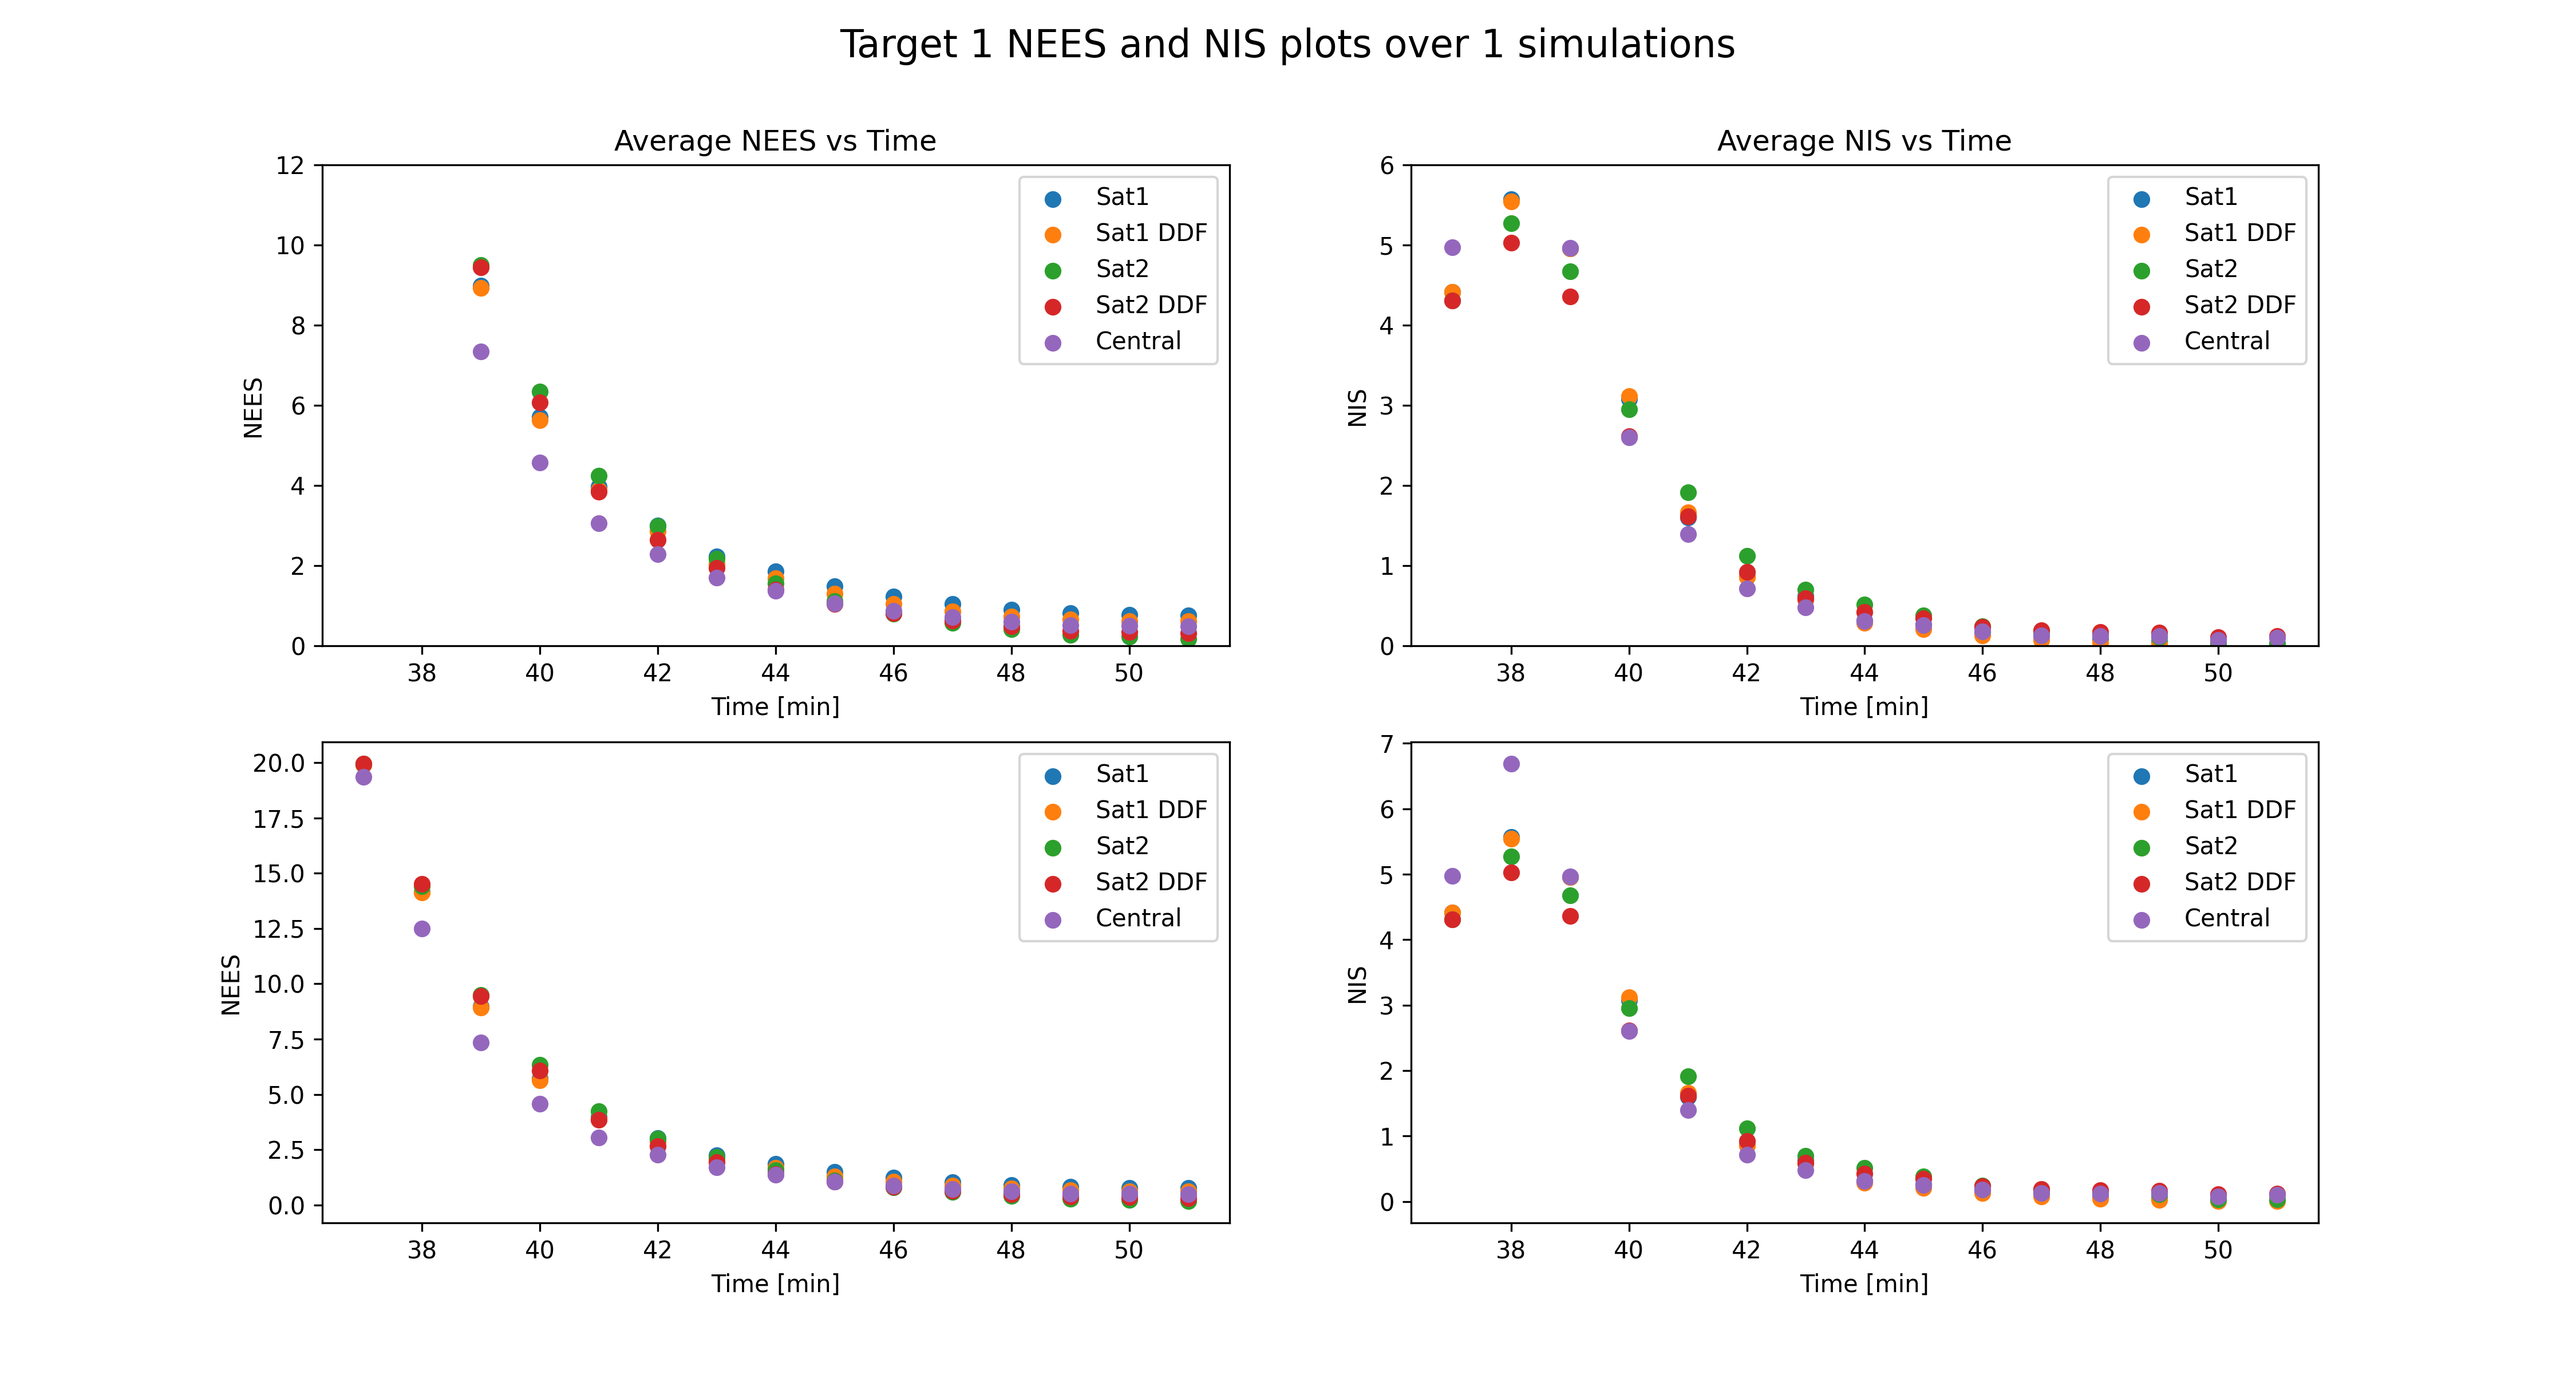 Target 1 NEES and NIS plots over 1 simulations
Average NEES vs Time
12
10
8
6
4
2
0
NEES
38 40 42 44 46 48 50
Time [min]
Sat1
Sat1 DDF
Sat2
Sat2 DDF
Central
Average NIS vs Time
6
5
4
3
2
1
0
NIS
38 40 42 44 46 48 50
Time [min]
Sat1
Sat1 DDF
Sat2
Sat2 DDF
Central
20.0
17.5
15.0
12.5
10.0
7.5
5.0
2.5
0.0
NEES
38 40 42 44 46 48 50
Time [min]
Sat1
Sat1 DDF
Sat2
Sat2 DDF
Central
7
6
5
4
3
2
1
0
NIS
38 40 42 44 46 48 50
Time [min]
Sat1
Sat1 DDF
Sat2
Sat2 DDF
Central